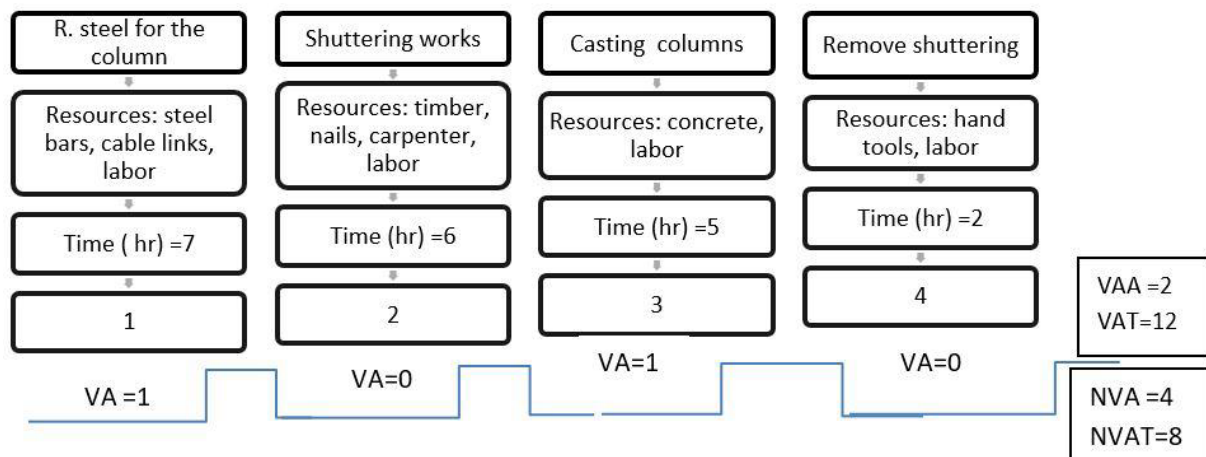 R. steel for the
column
Resources: steel
bars, cable links,
labor
Time ( hr) =7
1
VA =1
Shuttering works
Resources: timber,
nails, carpenter,
labor
Time (hr) =6
2
VA=0
Casting columns
Resources: concrete,
labor
Time (hr) =5
3
VA=1
Remove shuttering
Resources: hand
tools, labor
Time (hr) =2
4
VA=0
VAA =2
VAT=12
NVA =4
NVAT=8